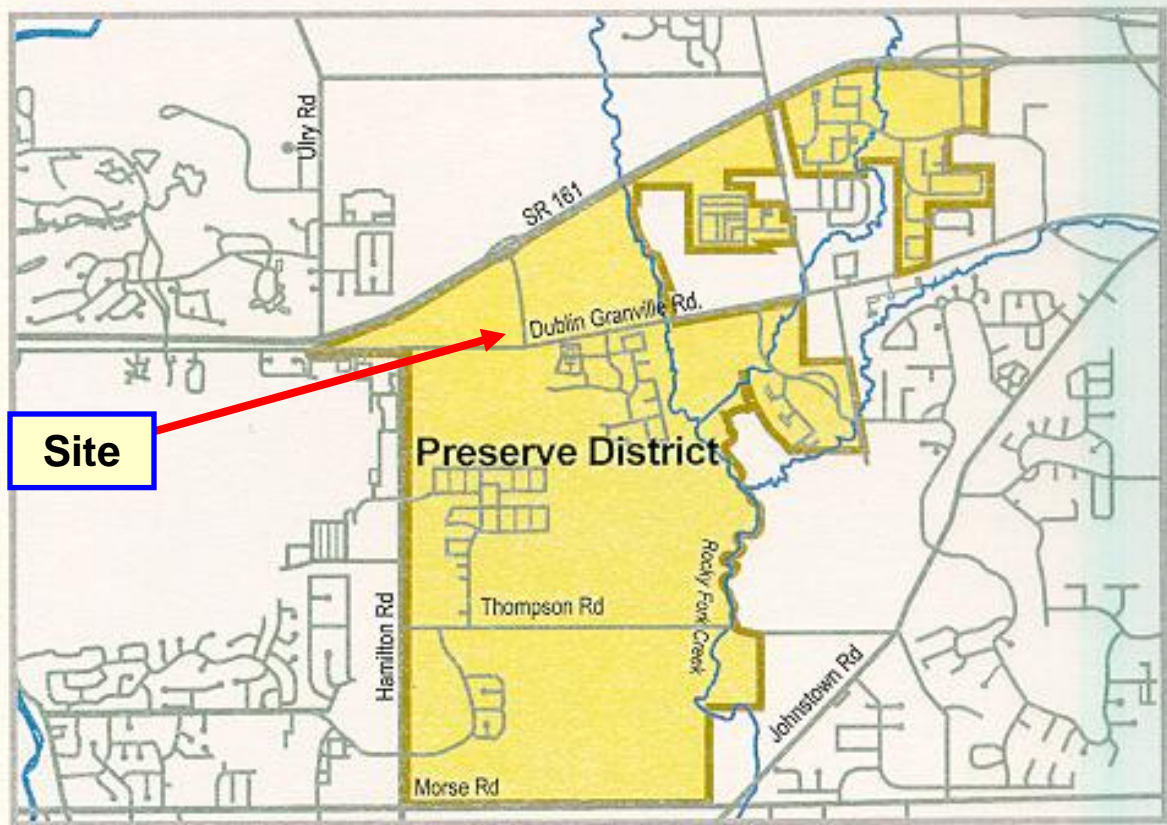 Ulry Rd
SR 161
Dublin Granville Rd.
Site
Preserve District
Thompson Rd
Rocky Fork Creek
Hamilton Rd
Johnstown Rd
Morse Rd